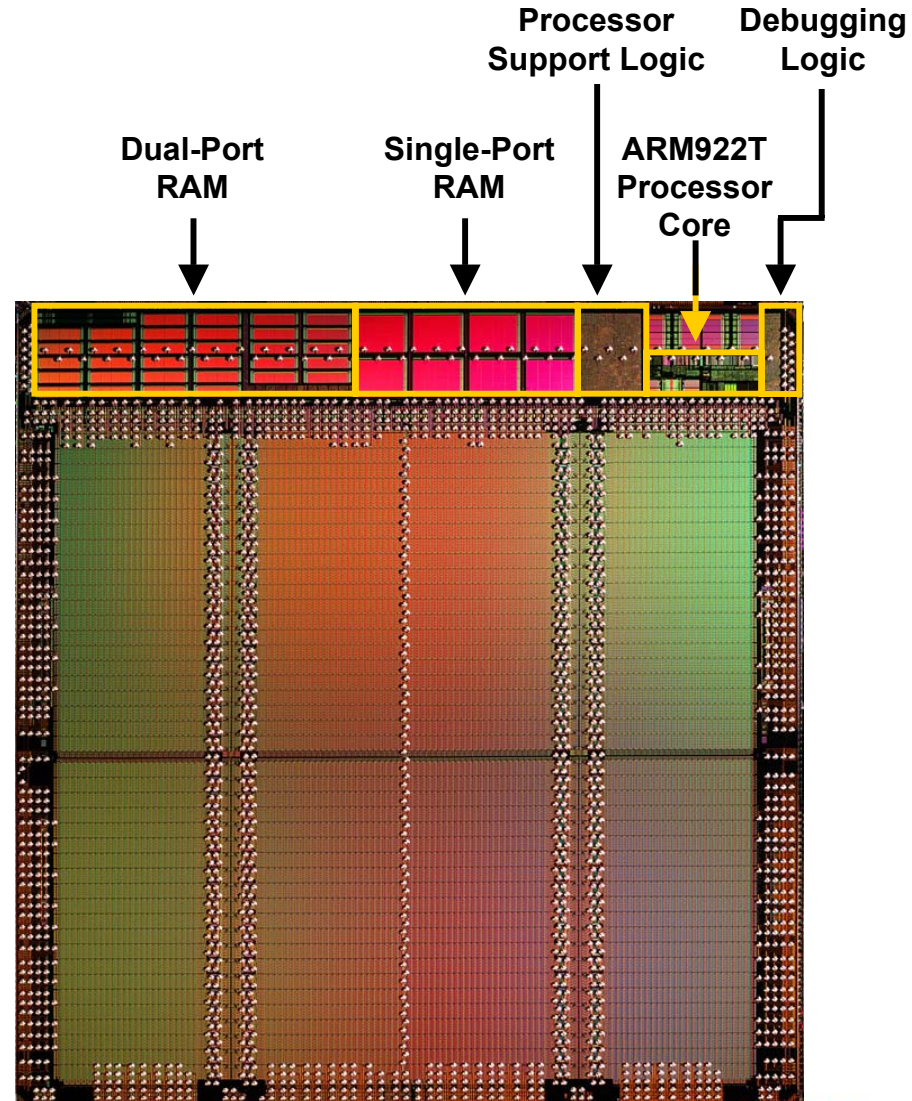 Processor
Support Logic
Debugging
Logic
Dual-Port
RAM
Single-Port
RAM
ARM922T
Processor
Core